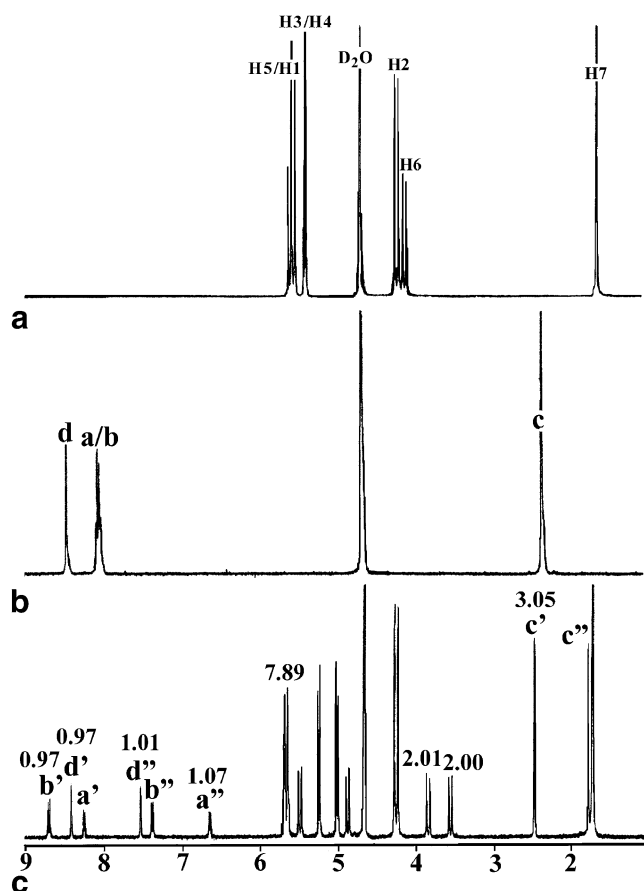 H3/H4
H5/H1
D₂O
H2
H7
H6
a
d
a/b
c
b
3.05
c’
c”
7.89
0.97
0.97
1.01
1.07
2.01
2.00
b’
d’
a’
d”
b”
a”
9 8 7 6 5 4 3 2
c